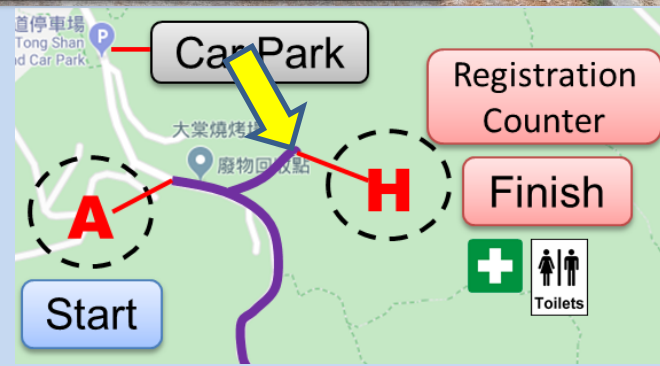 道停車場
Tong Shan
nd Car Park
P
Car Park
大棠燒烤場
廢物回收點
Registration
Counter
A
H
Finish
Start
Toilets